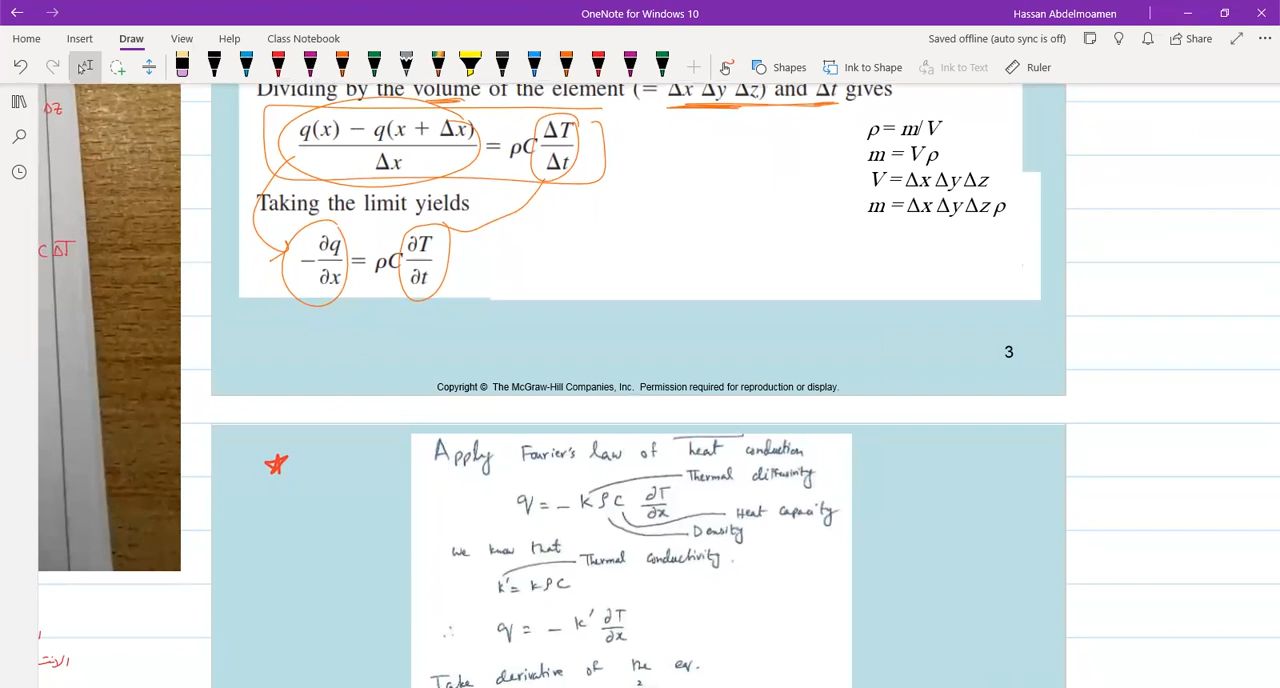 OneNote for Windows 10
Hassan Abdelmoamen
Home Insert Draw View Help Class Notebook
Saved offline (auto sync is off)
Share
Shapes
Ink to Shape
Ink to Text
Ruler
ΔZ
C ΔT
Dividing by the volume of the element (= Δx Δy Δz) and Δt gives
q(x) − q(x + Δx) / Δx = ρC ΔT / Δt
ρ = m/V
m = Vρ
V = Δx Δy Δz
m = Δx Δy Δz ρ
Taking the limit yields
− ∂q / ∂x = ρC ∂T / ∂t
3
Copyright © The McGraw-Hill Companies, Inc. Permission required for reproduction or display.
Apply Fourier's law of heat conduction
Thermal diffusivity
q = − k ρ C ∂T / ∂x
Heat capacity
Density
We know that
Thermal conductivity.
k' = k ρ C
∴ q = − k' ∂T / ∂x
Take derivative of the eq.
2